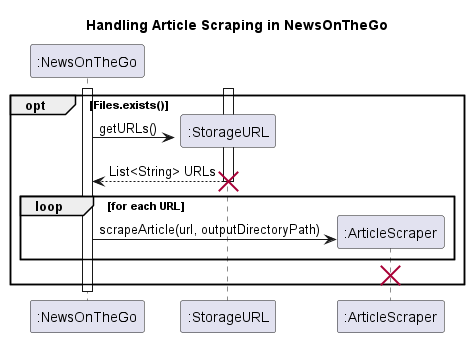 Handling Article Scraping in NewsOnTheGo
:NewsOnTheGo
opt [Files.exists()]
getURLs()
:StorageURL
List<String> URLs
loop [for each URL]
scrapeArticle(url, outputDirectoryPath)
:ArticleScraper
:NewsOnTheGo :StorageURL :ArticleScraper